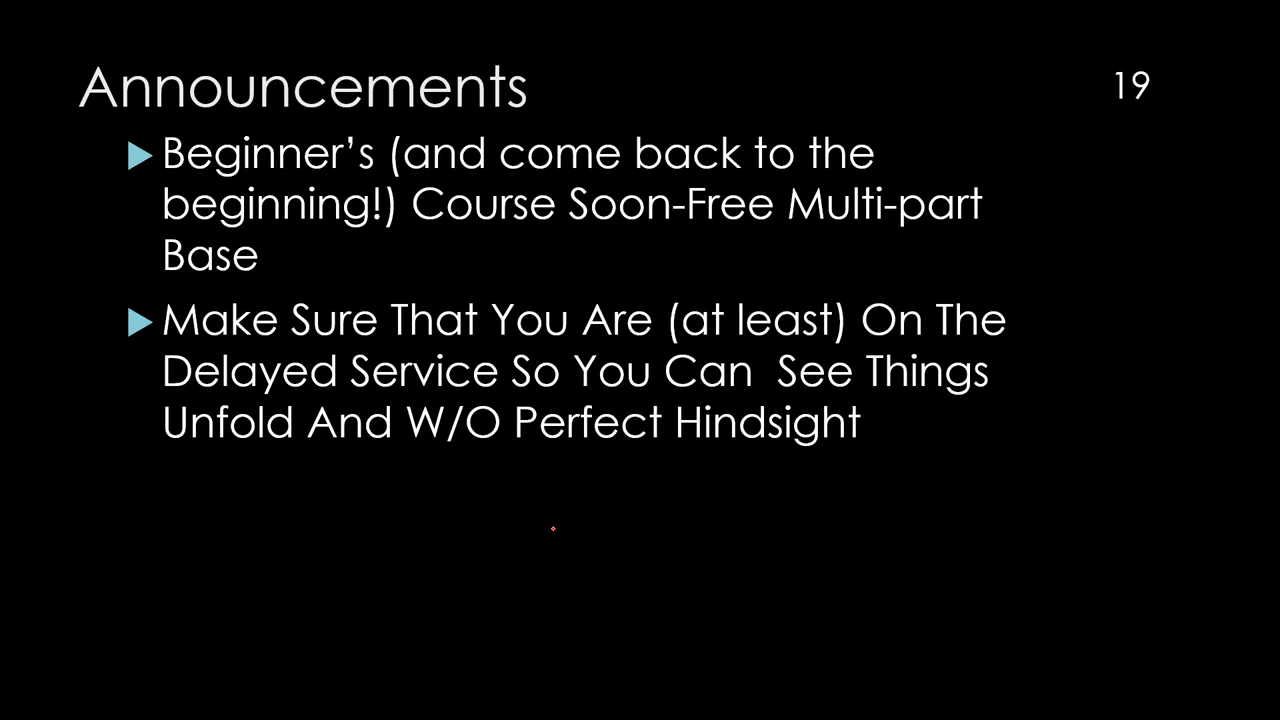 Announcements
19
Beginner’s (and come back to the
beginning!) Course Soon-Free Multi-part
Base
Make Sure That You Are (at least) On The
Delayed Service So You Can  See Things
Unfold And W/O Perfect Hindsight